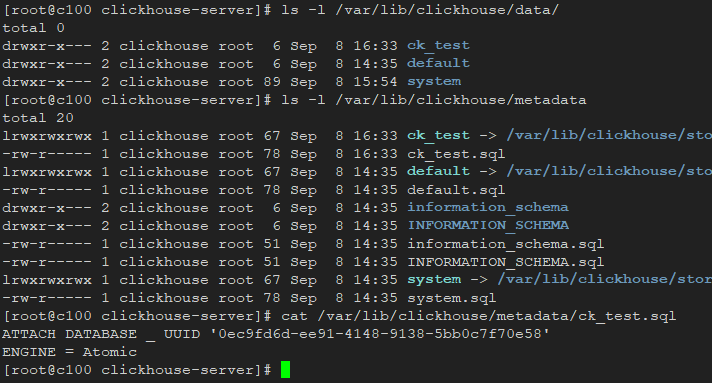 [root@c100 clickhouse-server]# ls -l /var/lib/clickhouse/data/
total 0
drwxr-x--- 2 clickhouse root  6 Sep  8 16:33 ck_test
drwxr-x--- 2 clickhouse root  6 Sep  8 14:35 default
drwxr-x--- 2 clickhouse root 89 Sep  8 15:54 system
[root@c100 clickhouse-server]# ls -l /var/lib/clickhouse/metadata
total 20
lrwxrwxrwx 1 clickhouse root 67 Sep  8 16:33 ck_test -> /var/lib/clickhouse/sto
-rw-r----- 1 clickhouse root 78 Sep  8 16:33 ck_test.sql
lrwxrwxrwx 1 clickhouse root 67 Sep  8 14:35 default -> /var/lib/clickhouse/sto
-rw-r----- 1 clickhouse root 78 Sep  8 14:35 default.sql
drwxr-x--- 2 clickhouse root  6 Sep  8 14:35 information_schema
drwxr-x--- 2 clickhouse root  6 Sep  8 14:35 INFORMATION_SCHEMA
-rw-r----- 1 clickhouse root 51 Sep  8 14:35 information_schema.sql
-rw-r----- 1 clickhouse root 51 Sep  8 14:35 INFORMATION_SCHEMA.sql
lrwxrwxrwx 1 clickhouse root 67 Sep  8 14:35 system -> /var/lib/clickhouse/stor
-rw-r----- 1 clickhouse root 78 Sep  8 14:35 system.sql
[root@c100 clickhouse-server]# cat /var/lib/clickhouse/metadata/ck_test.sql
ATTACH DATABASE _ UUID '0ec9fd6d-ee91-4148-9138-5bb0c7f70e58'
ENGINE = Atomic
[root@c100 clickhouse-server]#